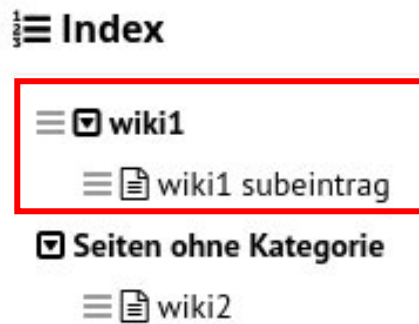 Index
wiki1
wiki1 subeintrag
Seiten ohne Kategorie
wiki2